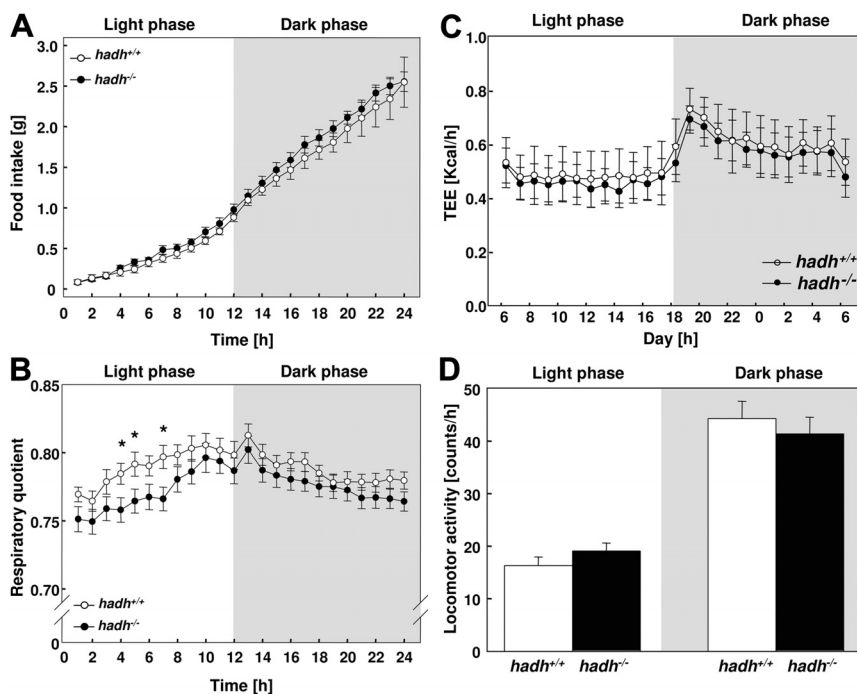 A
Light phase Dark phase
hadh+/+
hadh-/-
Food intake [g]
3.0
2.5
2.0
1.5
1.0
0.5
0
0 2 4 6 8 10 12 14 16 18 20 22 24
Time [h]
B
Light phase Dark phase
Respiratory quotient
0.85
0.80
0.75
0.70
0
* * *
hadh+/+
hadh-/-
0 2 4 6 8 10 12 14 16 18 20 22 24
Time [h]
C
Light phase Dark phase
TEE [Kcal/h]
1.0
0.8
0.6
0.4
0.2
0.0
hadh+/+
hadh-/-
6 8 10 12 14 16 18 20 22 0 2 4 6
Day [h]
D
Light phase Dark phase
Locomotor activity [counts/h]
50
40
30
20
10
0
hadh+/+ hadh-/- hadh+/+ hadh-/-